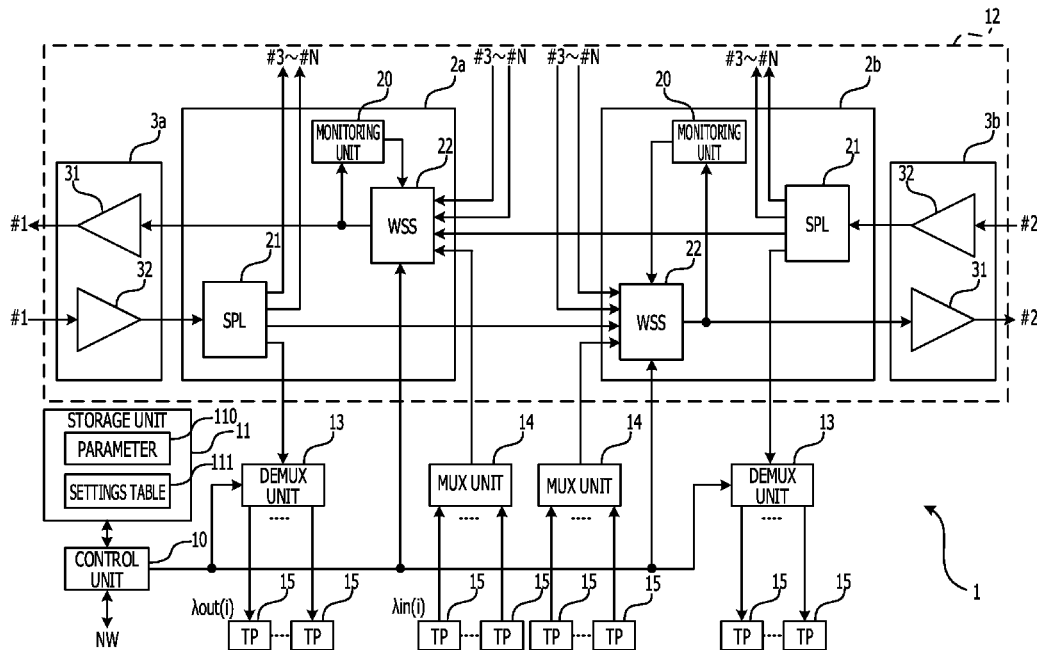 12
#3~#N
#3~#N
#3~#N
#3~#N
2a
2b
20
20
3a
MONITORING
UNIT
MONITORING
UNIT
3b
31
22
21
32
#1
WSS
SPL
#2
21
32
22
31
#1
SPL
WSS
#2
STORAGE UNIT
110
PARAMETER
11
111
SETTINGS TABLE
13
DEMUX
UNIT
14
MUX UNIT
14
MUX UNIT
13
DEMUX
UNIT
10
CONTROL
UNIT
NW
λout(i)
15
15
λin(i)
15
15
15
15
15
15
TP
TP
TP
TP
TP
TP
TP
TP
1